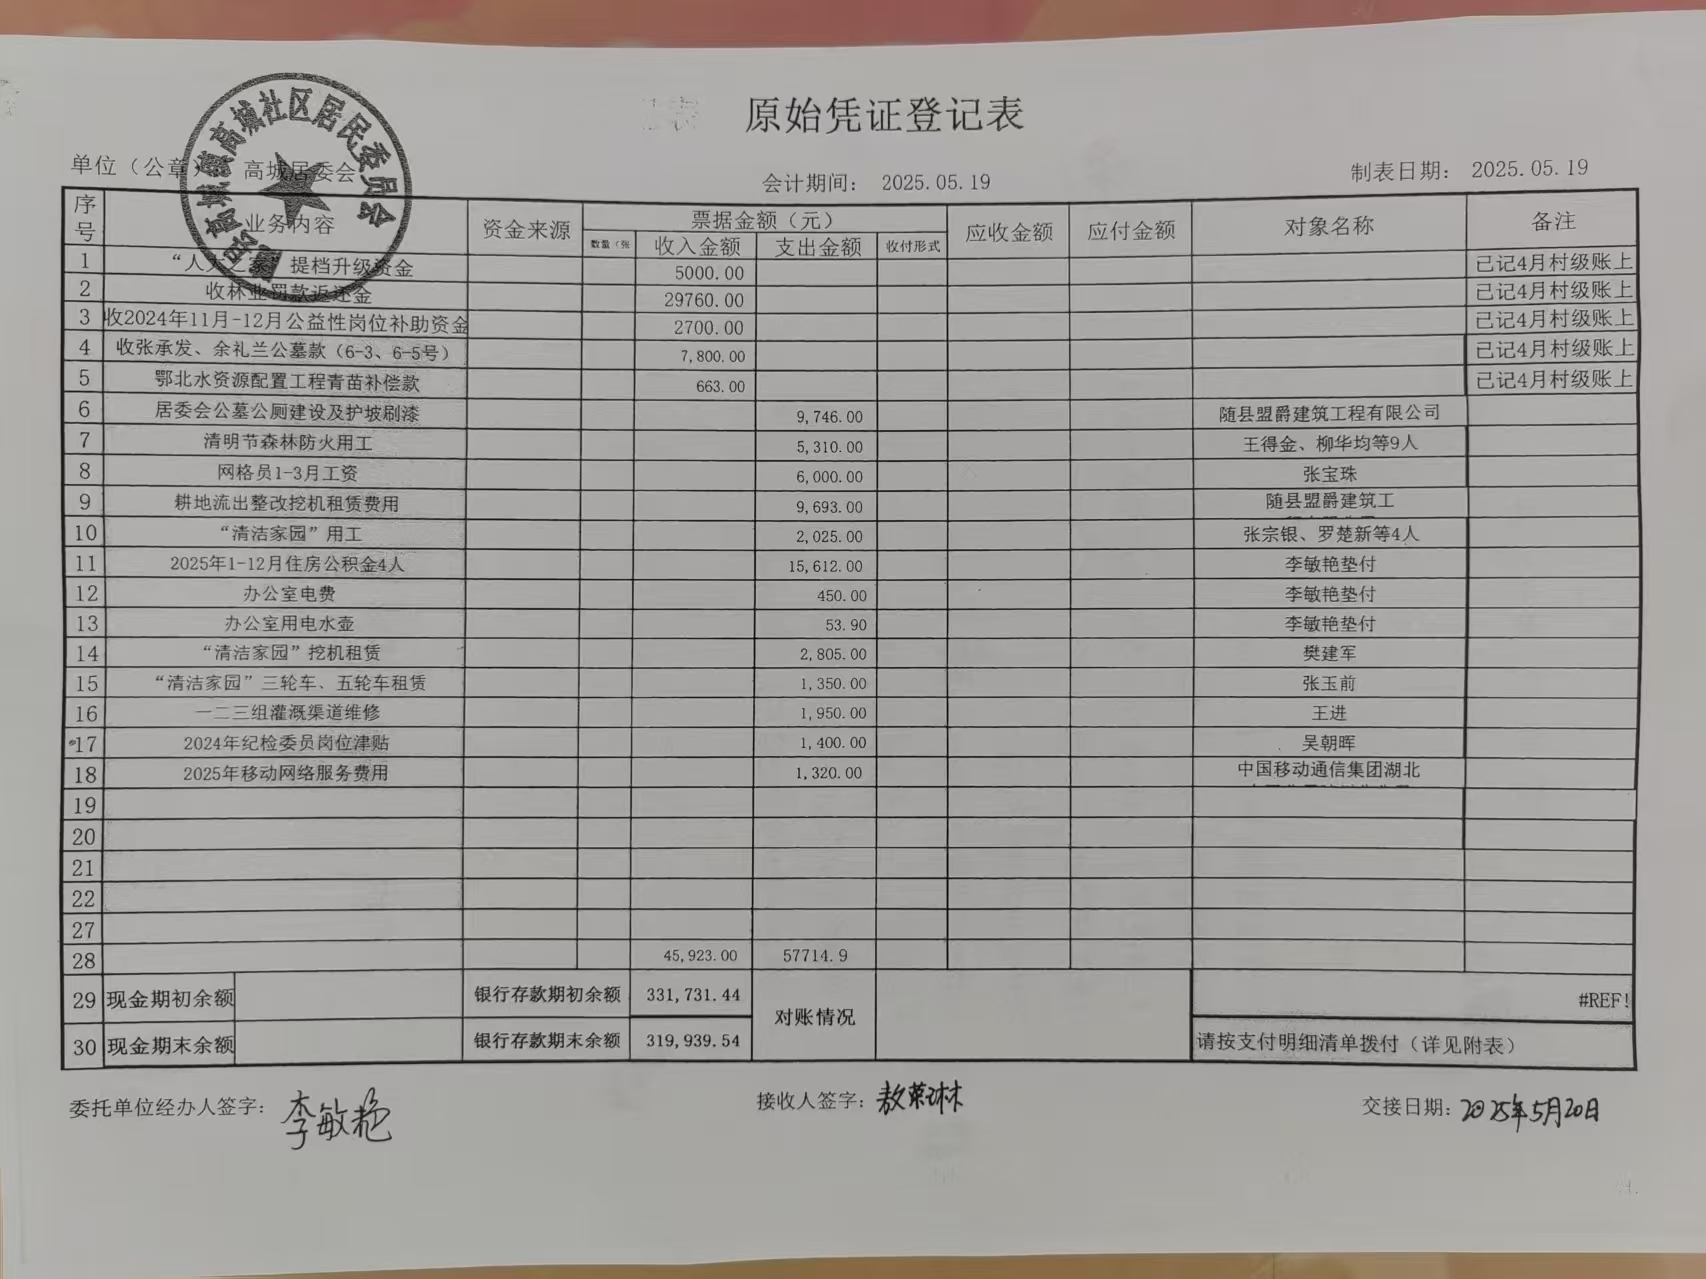 原始凭证登记表
高城镇高城社区居民委员会
单位（公章） 高城居委会
会计期间： 2025.05.19
制表日期： 2025.05.19
序号 业务内容 资金来源 票据金额（元） 应收金额 应付金额 对象名称 备注
数量（张 收入金额 支出金额 收付形式
1 “人大之家”提档升级资金 5000.00 已记4月村级账上
2 收林业罚款返还金 29760.00 已记4月村级账上
3 收2024年11月-12月公益性岗位补助资金 2700.00 已记4月村级账上
4 收张承发、余礼兰公墓款（6-3、6-5号） 7,800.00 已记4月村级账上
5 鄂北水资源配置工程青苗补偿款 663.00 已记4月村级账上
6 居委会公墓公厕建设及护坡刷漆 9,746.00 随县盟爵建筑工程有限公司
7 清明节森林防火用工 5,310.00 王得金、柳华均等9人
8 网格员1-3月工资 6,000.00 张宝珠
9 耕地流出整改挖机租赁费用 9,693.00 随县盟爵建筑工
10 “清洁家园”用工 2,025.00 张宗银、罗楚新等4人
11 2025年1-12月住房公积金4人 15,612.00 李敏艳垫付
12 办公室电费 450.00 李敏艳垫付
13 办公室用电水壶 53.90 李敏艳垫付
14 “清洁家园”挖机租赁 2,805.00 樊建军
15 “清洁家园”三轮车、五轮车租赁 1,350.00 张玉前
16 一二三组灌溉渠道维修 1,950.00 王进
17 2024年纪检委员岗位津贴 1,400.00 吴朝晖
18 2025年移动网络服务费用 1,320.00 中国移动通信集团湖北
19
20
21
22
27
28 45,923.00 57714.9
29 现金期初余额 银行存款期初余额 331,731.44 对账情况 #REF!
30 现金期末余额 银行存款期末余额 319,939.54 请按支付明细清单拨付（详见附表）
委托单位经办人签字：李敏艳 接收人签字：敖荣琳 交接日期：2025年5月20日